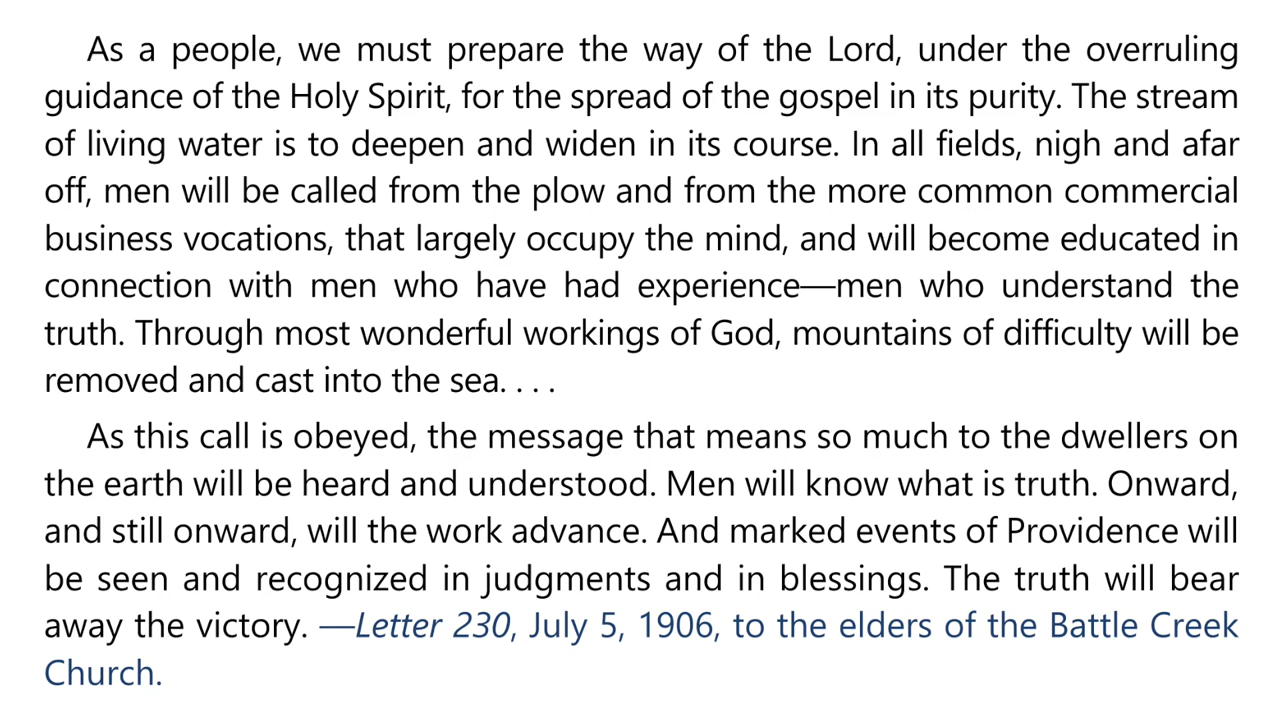 As a people, we must prepare the way of the Lord, under the overruling
guidance of the Holy Spirit, for the spread of the gospel in its purity. The stream
of living water is to deepen and widen in its course. In all fields, nigh and afar
off, men will be called from the plow and from the more common commercial
business vocations, that largely occupy the mind, and will become educated in
connection with men who have had experience—men who understand the
truth. Through most wonderful workings of God, mountains of difficulty will be
removed and cast into the sea. . . .
As this call is obeyed, the message that means so much to the dwellers on
the earth will be heard and understood. Men will know what is truth. Onward,
and still onward, will the work advance. And marked events of Providence will
be seen and recognized in judgments and in blessings. The truth will bear
away the victory. —Letter 230, July 5, 1906, to the elders of the Battle Creek
Church.